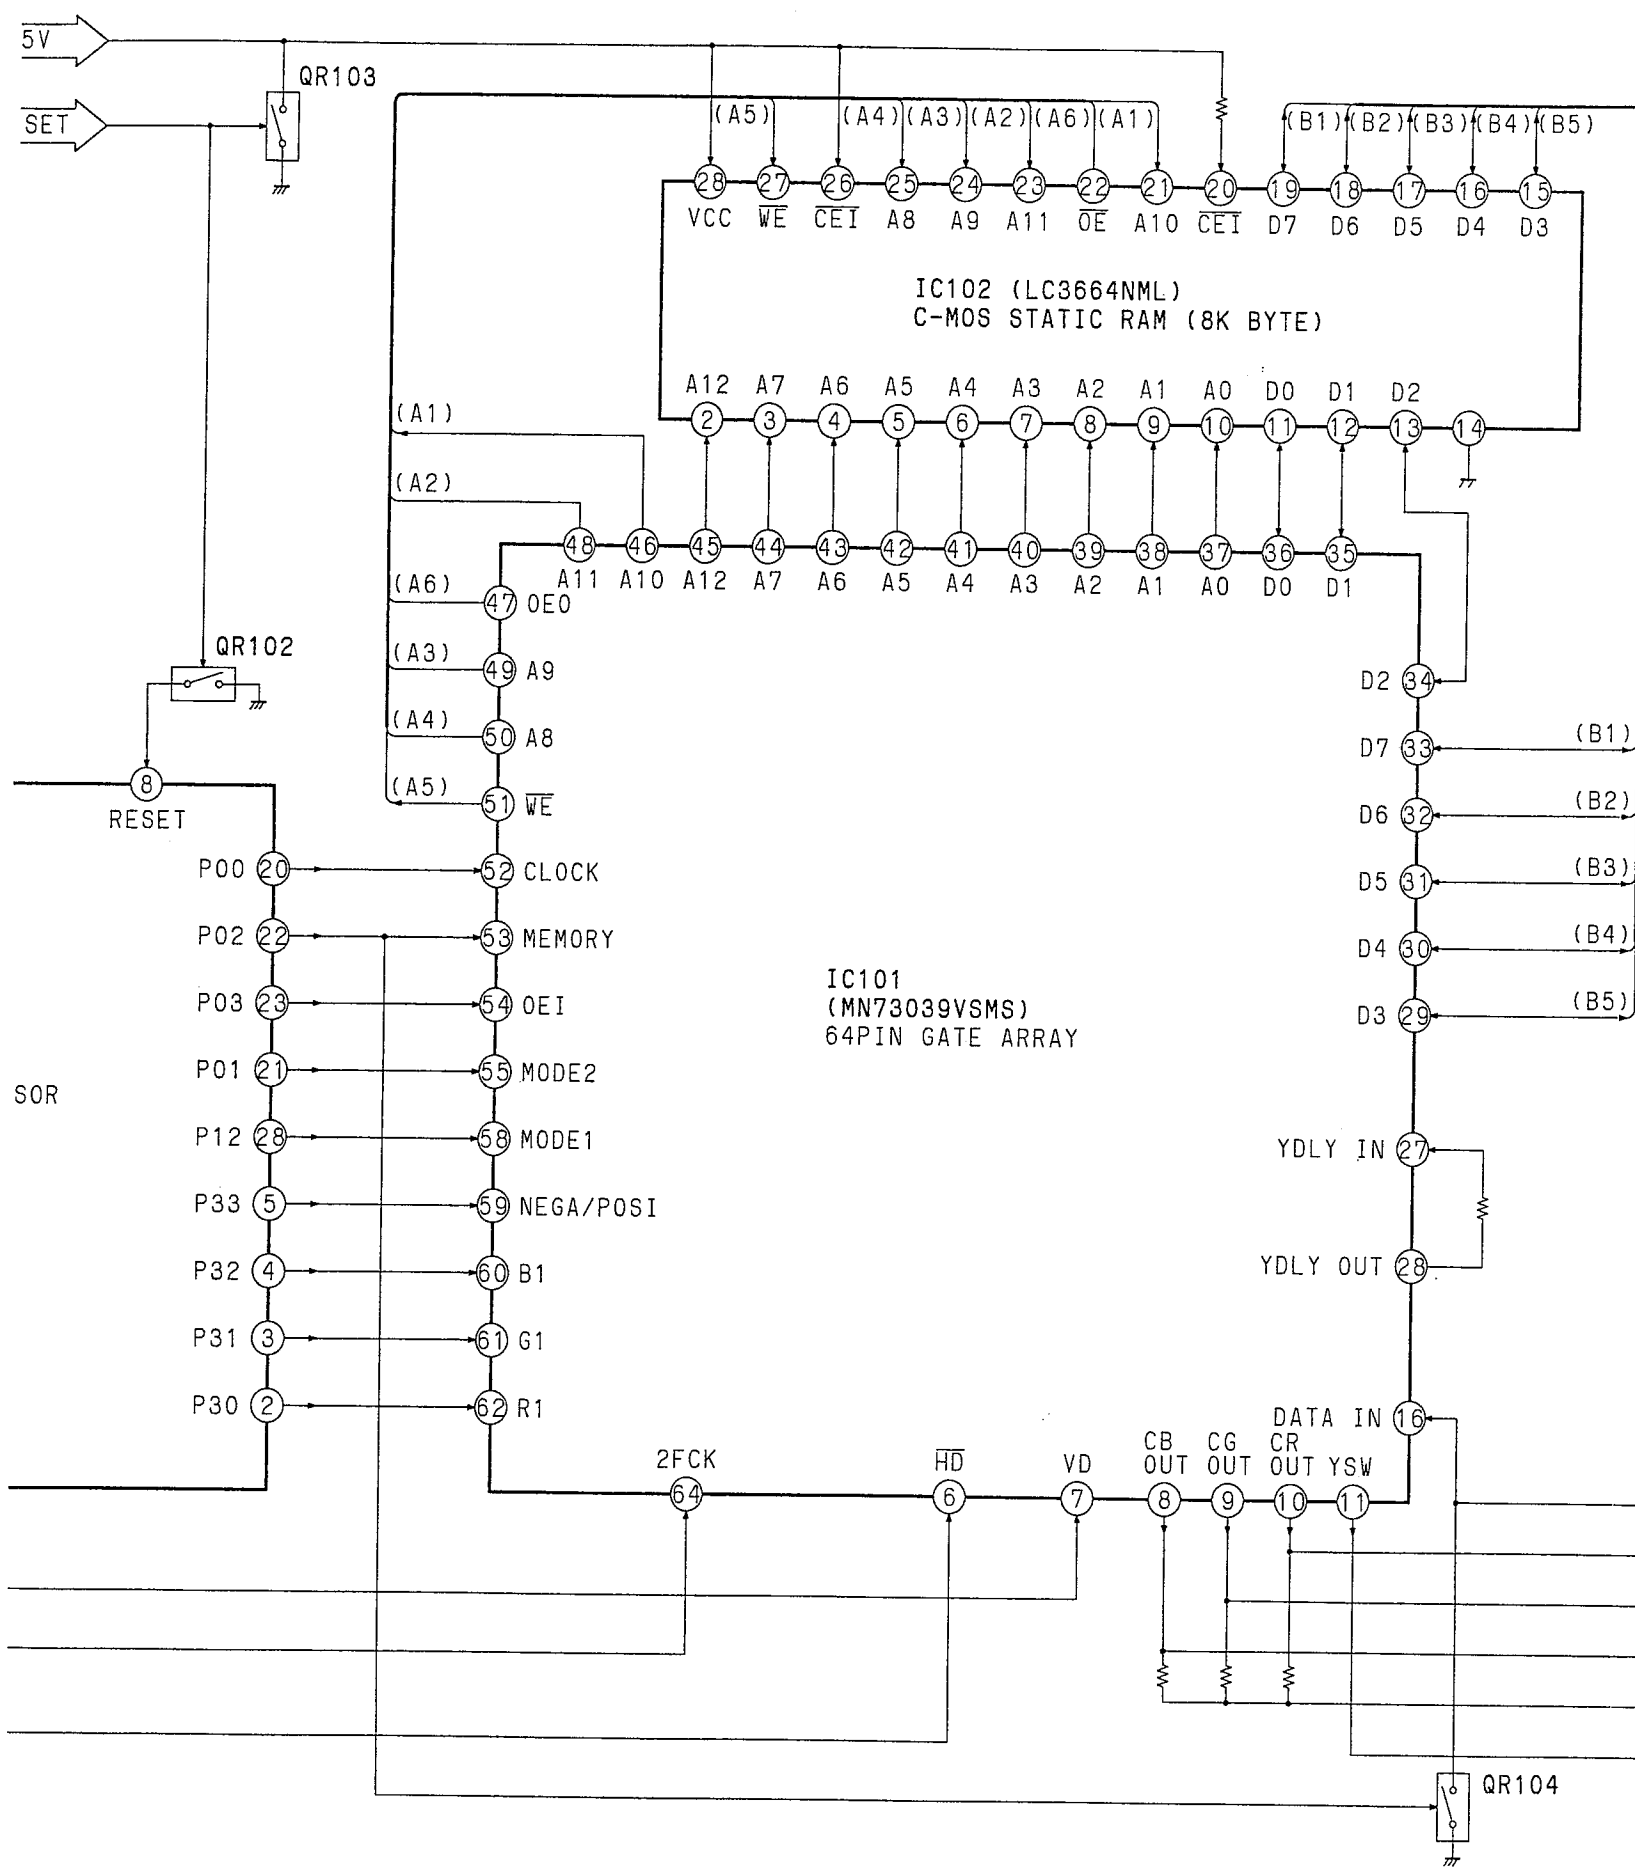 5V
QR103
SET
(A5) (A4) (A3) (A2) (A6) (A1) (B1) (B2) (B3) (B4) (B5)
28 27 26 25 24 23 22 21 20 19 18 17 16 15
VCC WE CEI A8 A9 A11 OE A10 CEI D7 D6 D5 D4 D3
IC102 (LC3664NML)
C-MOS STATIC RAM (8K BYTE)
A12 A7 A6 A5 A4 A3 A2 A1 A0 D0 D1 D2
2 3 4 5 6 7 8 9 10 11 12 13 14
(A1)
(A2)
48 46 45 44 43 42 41 40 39 38 37 36 35
A11 A10 A12 A7 A6 A5 A4 A3 A2 A1 A0 D0 D1
(A6) 47 OEO
QR102
(A3) 49 A9
D2 34
(A4) 50 A8
D7 33 (B1)
8
RESET
(A5) 51 WE
D6 32 (B2)
P00 20 52 CLOCK
D5 31 (B3)
P02 22 53 MEMORY
D4 30 (B4)
IC101
(MN73039VSMS)
64PIN GATE ARRAY
P03 23 54 OEI
D3 29 (B5)
P01 21 55 MODE2
SOR
P12 28 58 MODE1
YDLY IN 27
P33 5 59 NEGA/POSI
P32 4 60 B1
YDLY OUT 28
P31 3 61 G1
P30 2 62 R1
DATA IN 16
2FCK HD VD CB OUT CG OUT CR OUT YSW
64 6 7 8 9 10 11
QR104